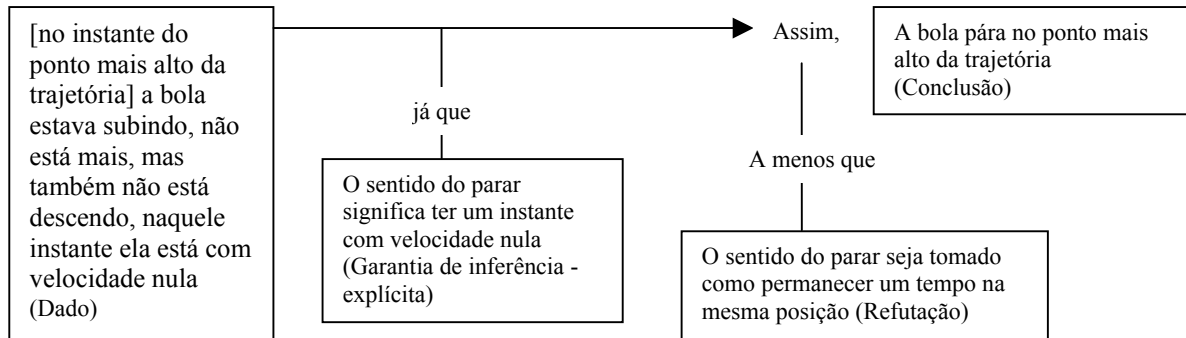 [no instante do
ponto mais alto da
trajetória] a bola
estava subindo, não
está mais, mas
também não está
descendo, naquele
instante ela está com
velocidade nula
(Dado)
já que
O sentido do parar
significa ter um instante
com velocidade nula
(Garantia de inferência -
explícita)
Assim,
A menos que
O sentido do parar seja tomado
como permanecer um tempo na
mesma posição (Refutação)
A bola pára no ponto mais
alto da trajetória
(Conclusão)